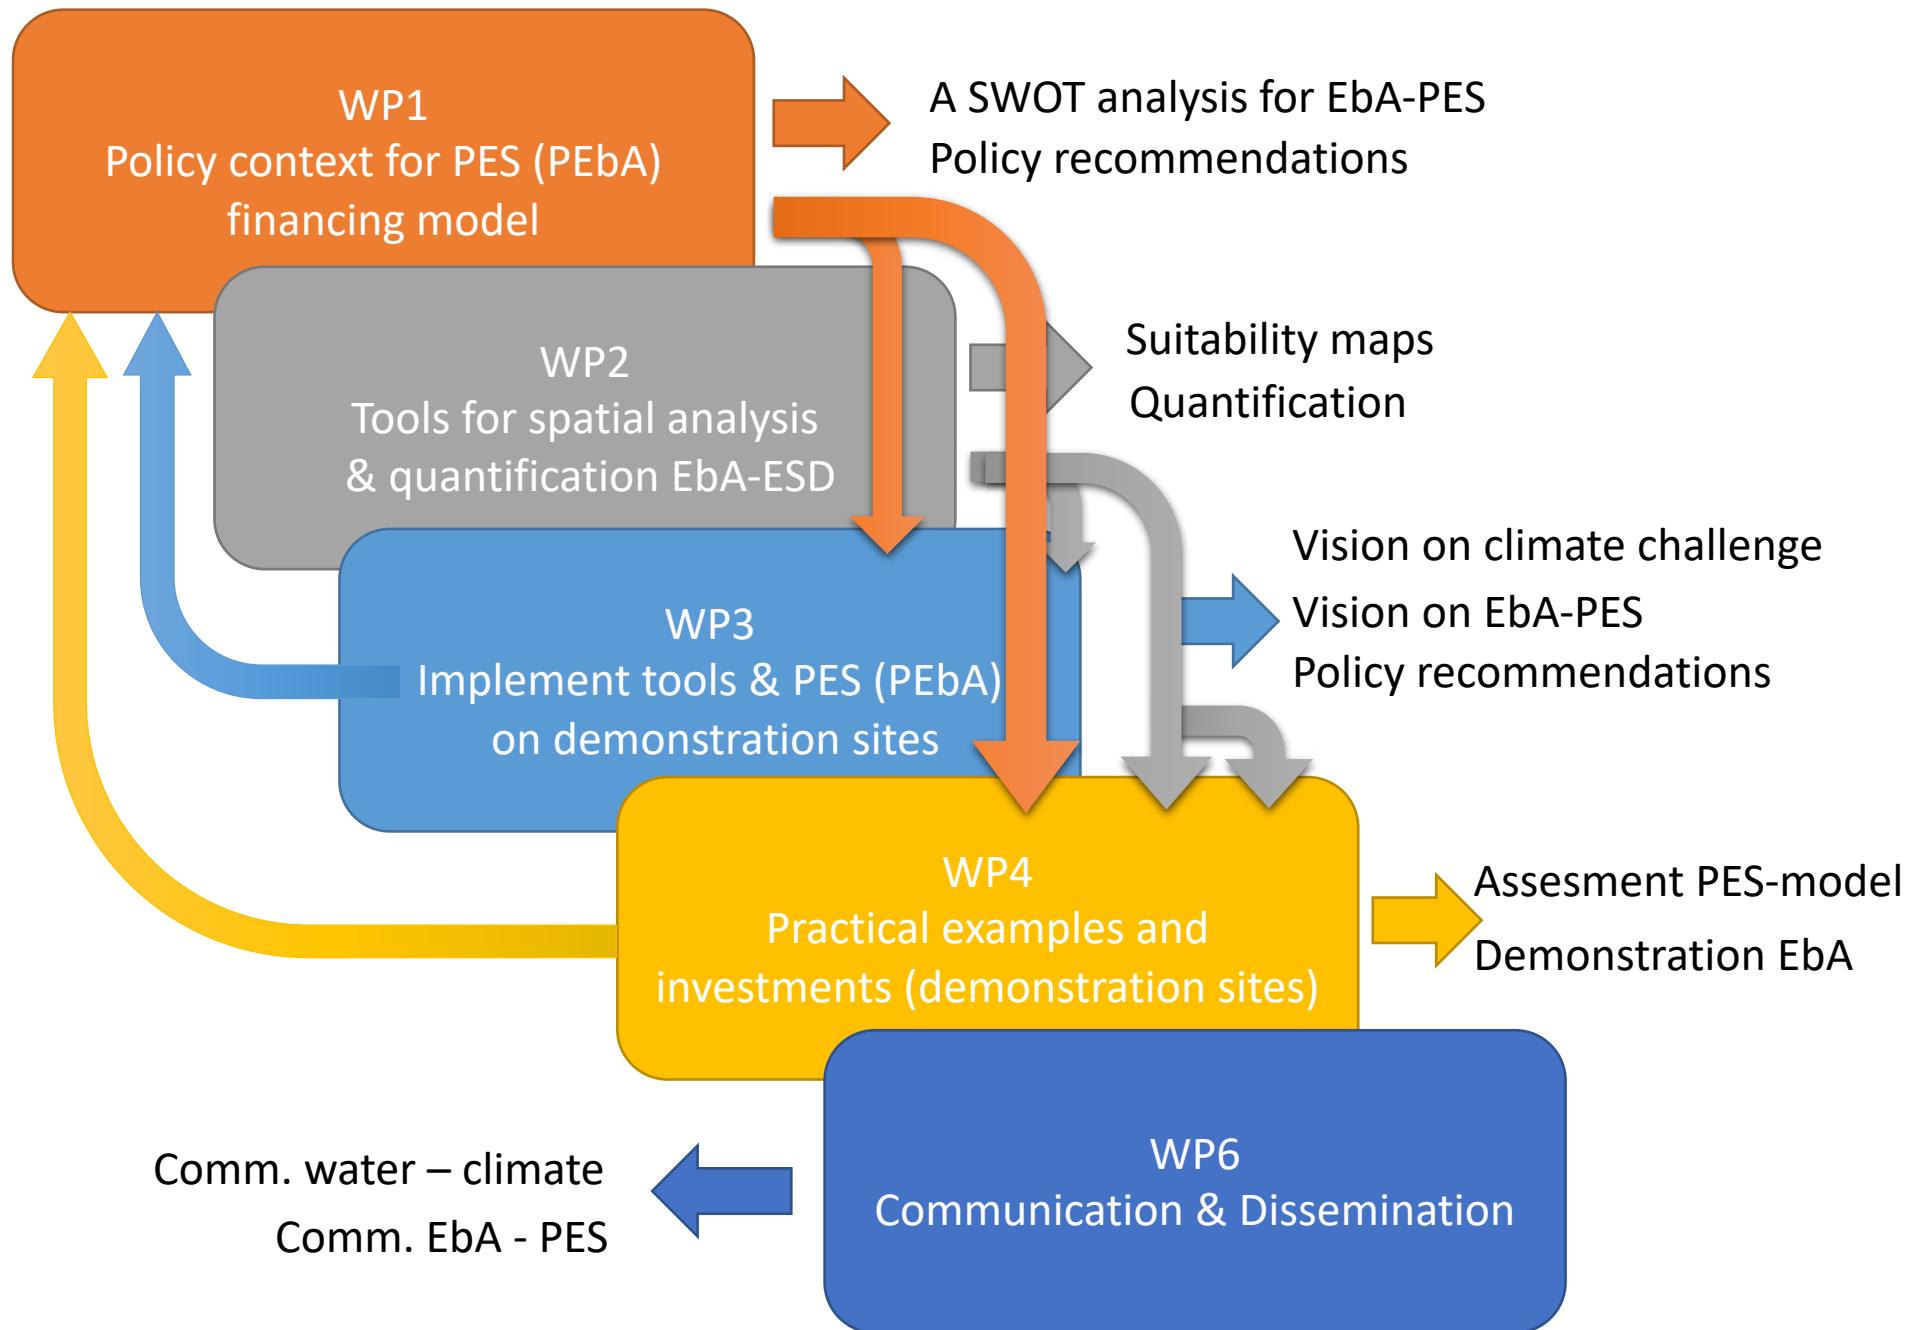 WP1
Policy context for PES (PEbA)
financing model
A SWOT analysis for EbA-PES
Policy recommendations
WP2
Tools for spatial analysis
& quantification EbA-ESD
Suitability maps
Quantification
WP3
Implement tools & PES (PEbA)
on demonstration sites
Vision on climate challenge
Vision on EbA-PES
Policy recommendations
WP4
Practical examples and
investments (demonstration sites)
Assesment PES-model
Demonstration EbA
WP6
Communication & Dissemination
Comm. water – climate
Comm. EbA - PES